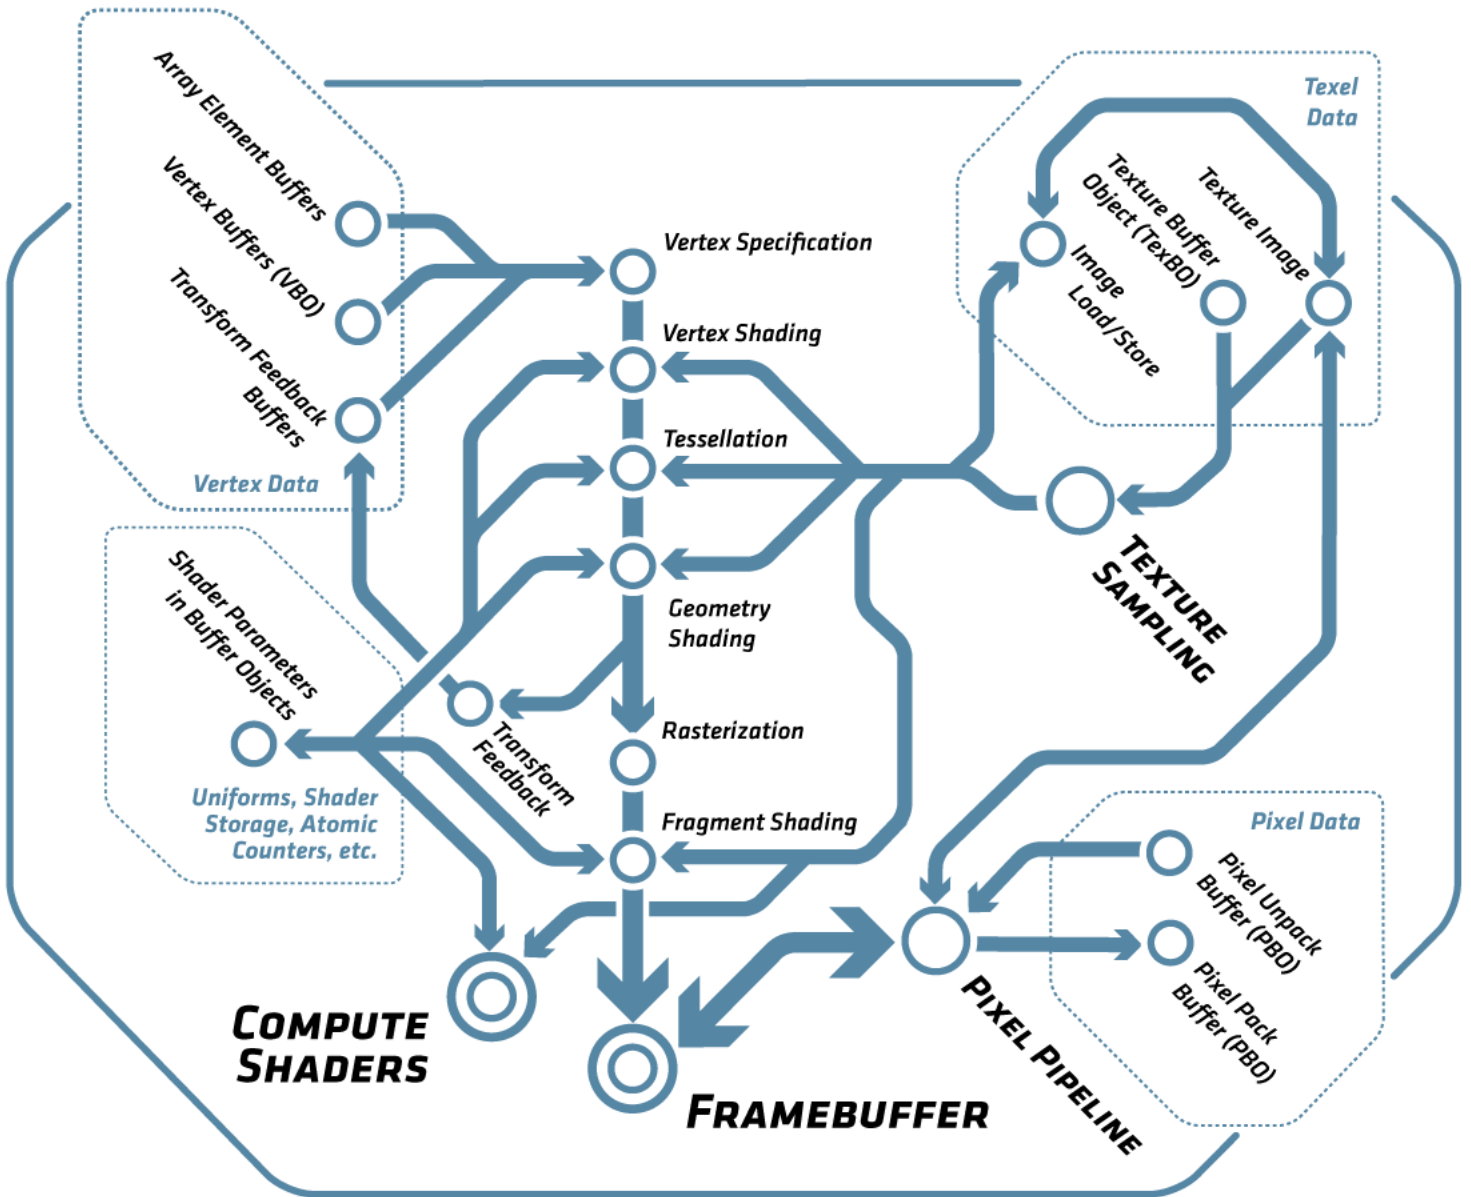 Array Element Buffers
Vertex Buffers (VBO)
Transform Feedback
Buffers
Vertex Data
Shader Parameters
in Buffer Objects
Uniforms, Shader
Storage, Atomic
Counters, etc.
Vertex Specification
Vertex Shading
Tessellation
Geometry
Shading
Transform
Feedback
Rasterization
Fragment Shading
Texel
Data
Texture Buffer
Object (TexBO)
Texture Image
Image
Load/Store
TEXTURE
SAMPLING
Pixel Data
Pixel Unpack
Buffer (PBO)
Pixel Pack
Buffer (PBO)
PIXEL PIPELINE
COMPUTE
SHADERS
FRAMEBUFFER